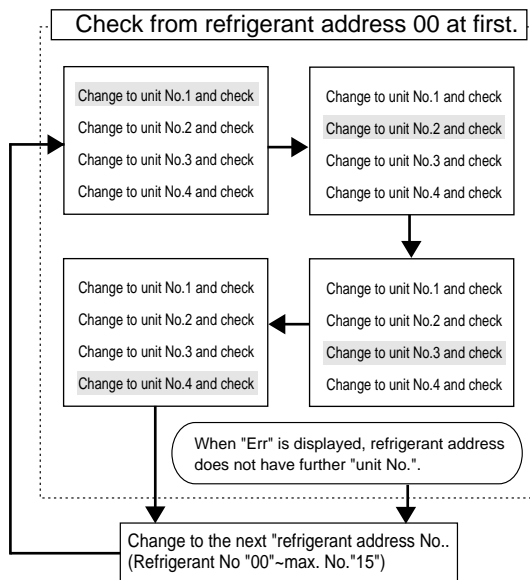 Check from refrigerant address 00 at first.
Change to unit No.1 and check
Change to unit No.2 and check
Change to unit No.3 and check
Change to unit No.4 and check
Change to unit No.1 and check
Change to unit No.2 and check
Change to unit No.3 and check
Change to unit No.4 and check
Change to unit No.1 and check
Change to unit No.2 and check
Change to unit No.3 and check
Change to unit No.4 and check
Change to unit No.1 and check
Change to unit No.2 and check
Change to unit No.3 and check
Change to unit No.4 and check
When "Err" is displayed, refrigerant address
does not have further "unit No.".
Change to the next "refrigerant address No..
(Refrigerant No "00"~max. No."15")